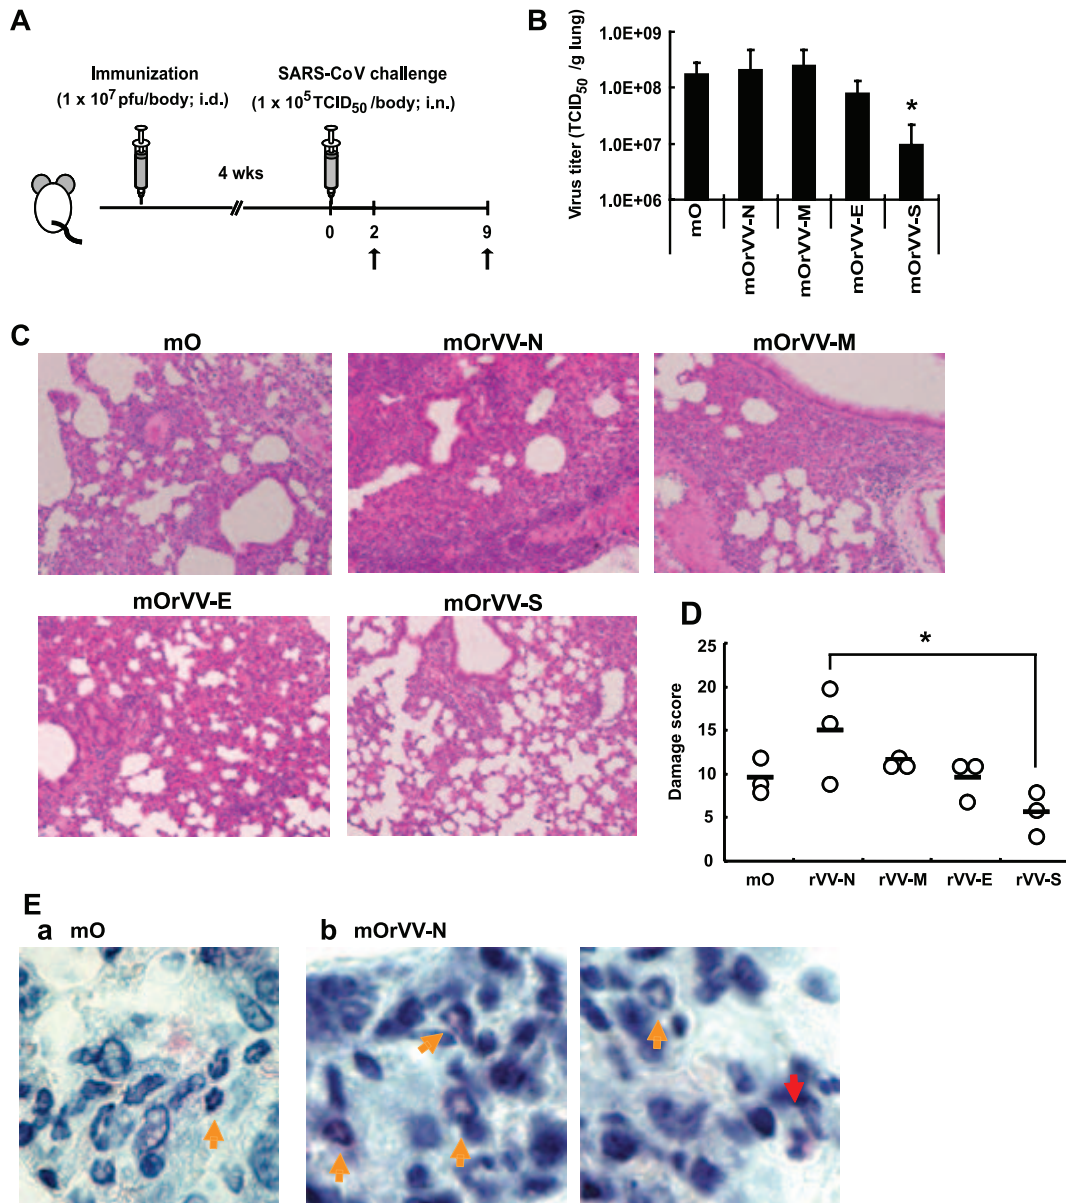 A
Immunization
(1 x 10⁷ pfu/body; i.d.)
SARS-CoV challenge
(1 x 10⁵ TCID₅₀ /body; i.n.)
4 wks
0 2 9
B
Virus titer (TCID₅₀ /g lung)
1.0E+09
1.0E+08
1.0E+07
1.0E+06
*
mO
mOrVV-N
mOrVV-M
mOrVV-E
mOrVV-S
C
mO
mOrVV-N
mOrVV-M
mOrVV-E
mOrVV-S
D
Damage score
25
20
15
10
5
0
*
mO rVV-N rVV-M rVV-E rVV-S
E
a mO
b mOrVV-N